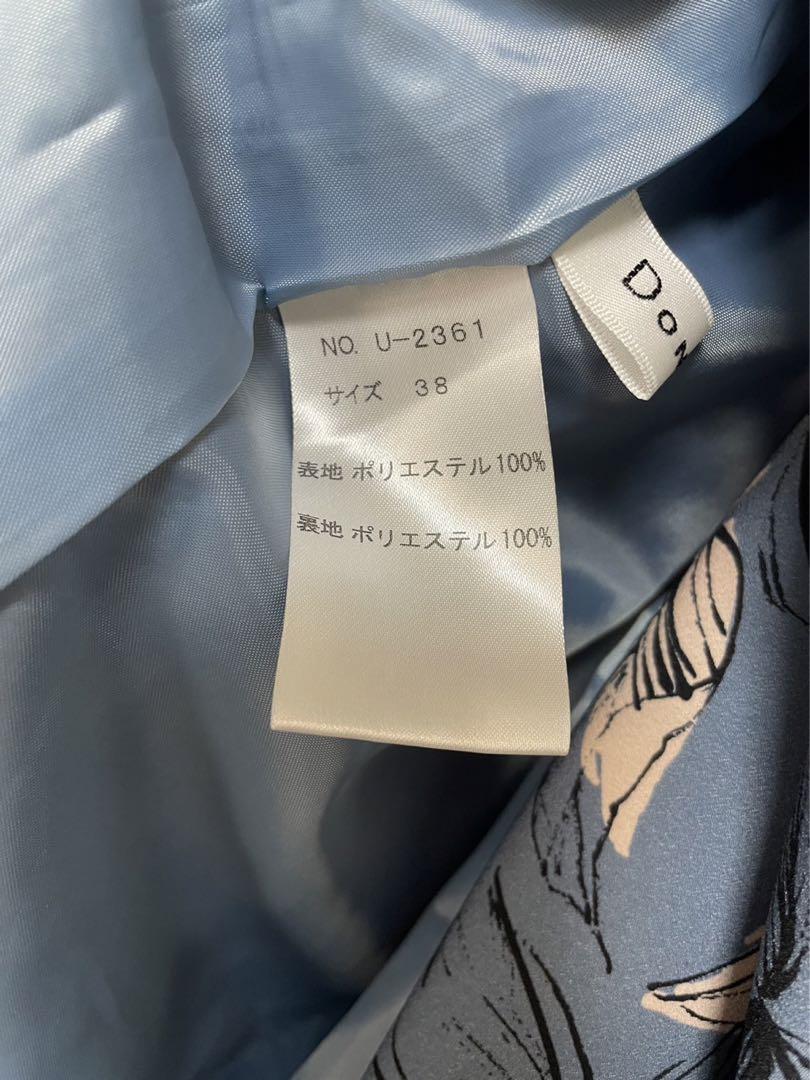 NO. U-2361
サイズ 38
表地 ポリエステル100%
裏地 ポリエステル100%